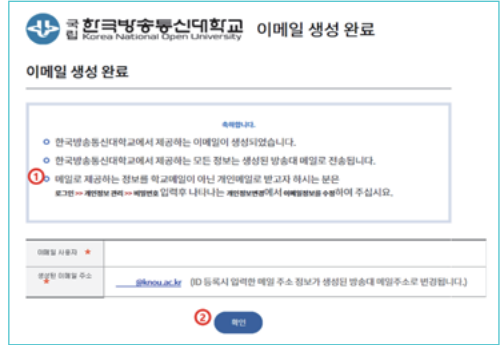 국립 한국방송통신대학교 이메일 생성 완료
Korea National Open University
이메일 생성 완료
축하합니다.
한국방송통신대학교에서 제공하는 이메일이 생성되었습니다.
한국방송통신대학교에서 제공하는 모든 정보는 생성된 방송대 메일로 전송됩니다.
① 메일로 제공하는 정보를 학교메일이 아닌 개인메일로 받고자 하시는 분은
로그인 >> 개인정보 관리 >> 비밀번호 입력후 나타나는 개인정보변경에서 이메일정보를 수정하여 주십시요.
이메일 사용자 *
생성된 이메일 주소 *
@knou.ac.kr (ID 등록시 입력한 메일 주소 정보가 생성된 방송대 메일주소로 변경됩니다.)
② 확인